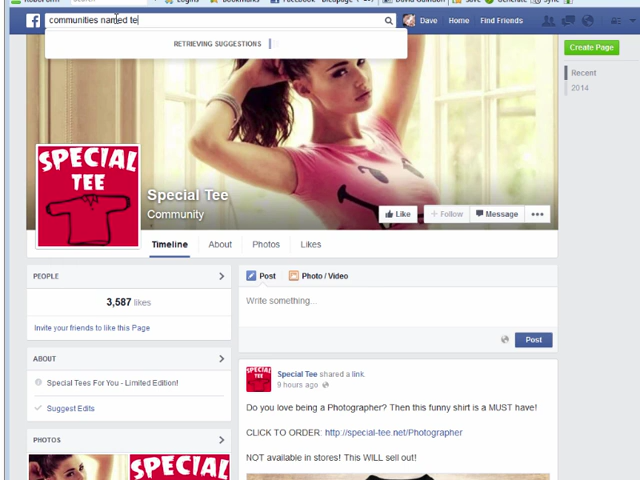 communities named te
Dave Home Find Friends
RETRIEVING SUGGESTIONS
Create Page
Recent
2014
SPECIAL
TEE
Special Tee
Community
Like
+ Follow
Message
Timeline About Photos Likes
PEOPLE
3,587 likes
Invite your friends to like this Page
ABOUT
Special Tees For You - Limited Edition!
Suggest Edits
PHOTOS
SPECIAL
Post Photo / Video
Write something...
Post
SPECIAL
TEE
Special Tee shared a link.
9 hours ago
Do you love being a Photographer? Then this funny shirt is a MUST have!
CLICK TO ORDER: http://special-tee.net/Photographer
NOT available in stores! This WILL sell out!